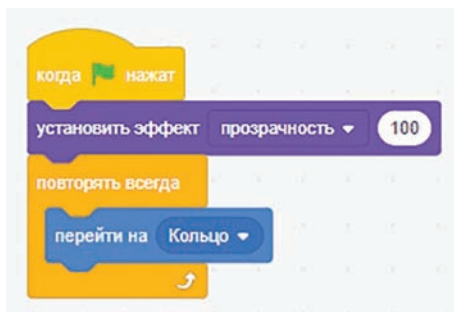 когда нажат
установить эффект прозрачность 100
повторять всегда
перейти на Кольцо